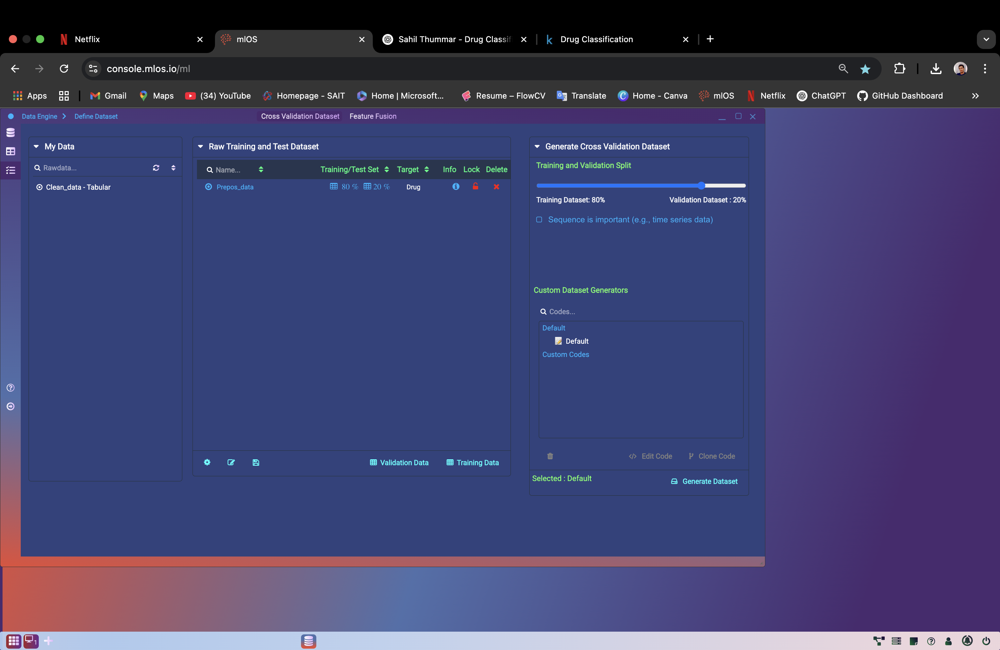 Netflix
mlOS
Sahil Thummar - Drug Classif
Drug Classification
console.mlos.io/ml
Apps
Gmail
Maps
(34) YouTube
Homepage - SAIT
Home | Microsoft...
Resume – FlowCV
Translate
Home - Canva
mlOS
Netflix
ChatGPT
GitHub Dashboard
Data Engine
Define Dataset
Cross Validation Dataset
Feature Fusion
My Data
Rawdata...
Clean_data - Tabular
Raw Training and Test Dataset
Name... Training/Test Set Target Info Lock Delete
Prepos_data 80 % 20 % Drug
Validation Data
Training Data
Generate Cross Validation Dataset
Training and Validation Split
Training Dataset: 80% Validation Dataset : 20%
Sequence is important (e.g., time series data)
Custom Dataset Generators
Codes...
Default
Default
Custom Codes
Edit Code
Clone Code
Selected : Default
Generate Dataset
1